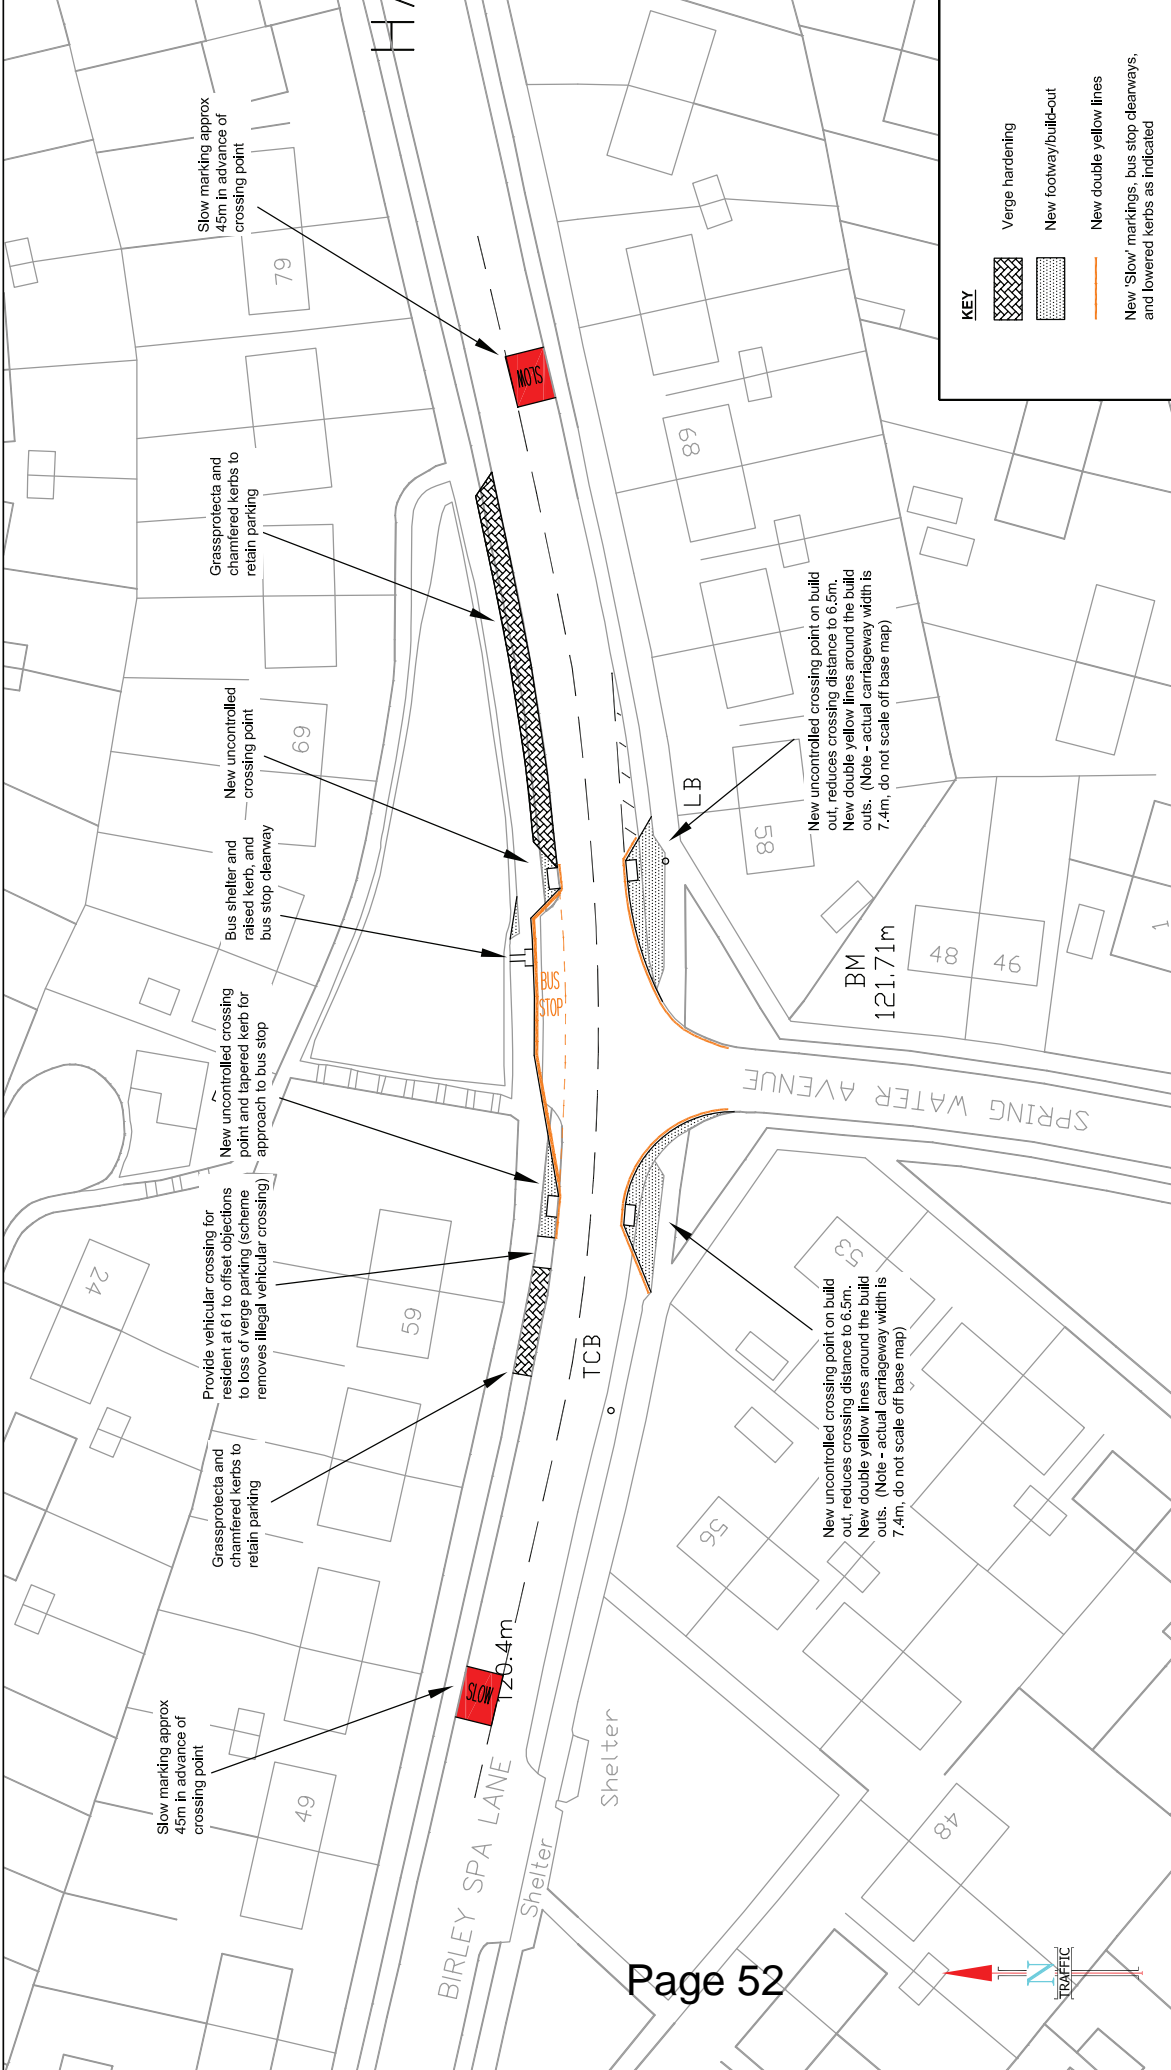 Slow marking approx
45m in advance of
crossing point
Grassprotecta and
chamfered kerbs to
retain parking
Provide vehicular crossing for
resident at 61 to offset objections
to loss of verge parking (scheme
removes illegal vehicular crossing)
New uncontrolled crossing
point and tapered kerb for
approach to bus stop
Bus shelter and
raised kerb, and
bus stop clearway
New uncontrolled
crossing point
Grassprotecta and
chamfered kerbs to
retain parking
Slow marking approx
45m in advance of
crossing point
24
49
59
69
79
BIRLEY SPA LANE
120.4m
SLOW
SLOW
BUS
STOP
TCB
LB
Shelter
Shelter
SPRING WATER AVENUE
BM
121.71m
New uncontrolled crossing point on build
out, reduces crossing distance to 6.5m.
New double yellow lines around the build
outs. (Note - actual carriageway width is
7.4m, do not scale off base map)
New uncontrolled crossing point on build
out, reduces crossing distance to 6.5m.
New double yellow lines around the build
outs. (Note - actual carriageway width is
7.4m, do not scale off base map)
48
56
53
48
46
58
68
1
KEY
Verge hardening
New footway/build-out
New double yellow lines
New 'Slow' markings, bus stop clearways,
and lowered kerbs as indicated
N
TRAFFIC
Page 52